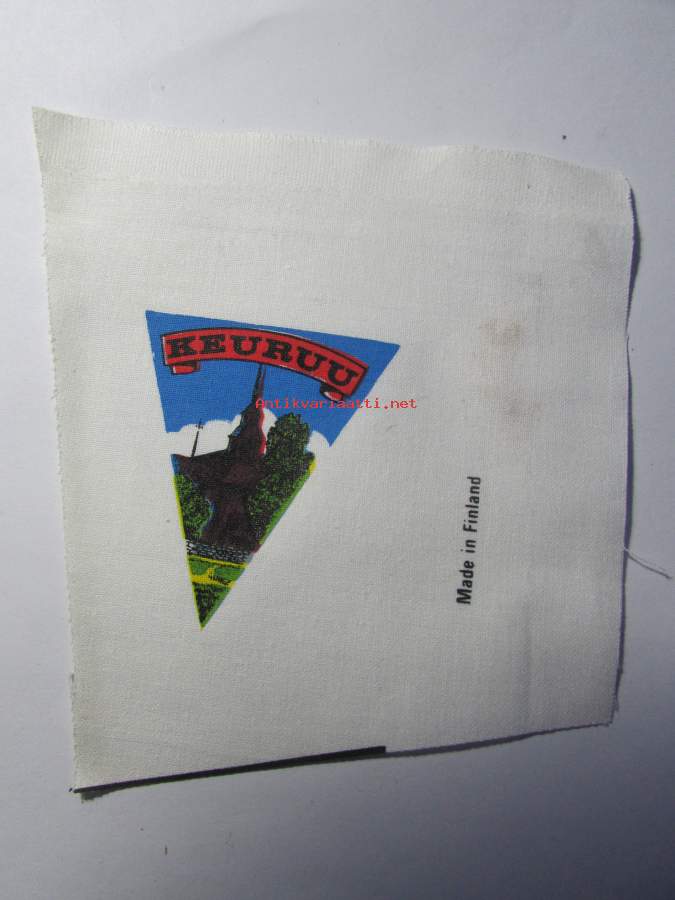 KEURUU
Antikvariaatti.net
Made in Finland